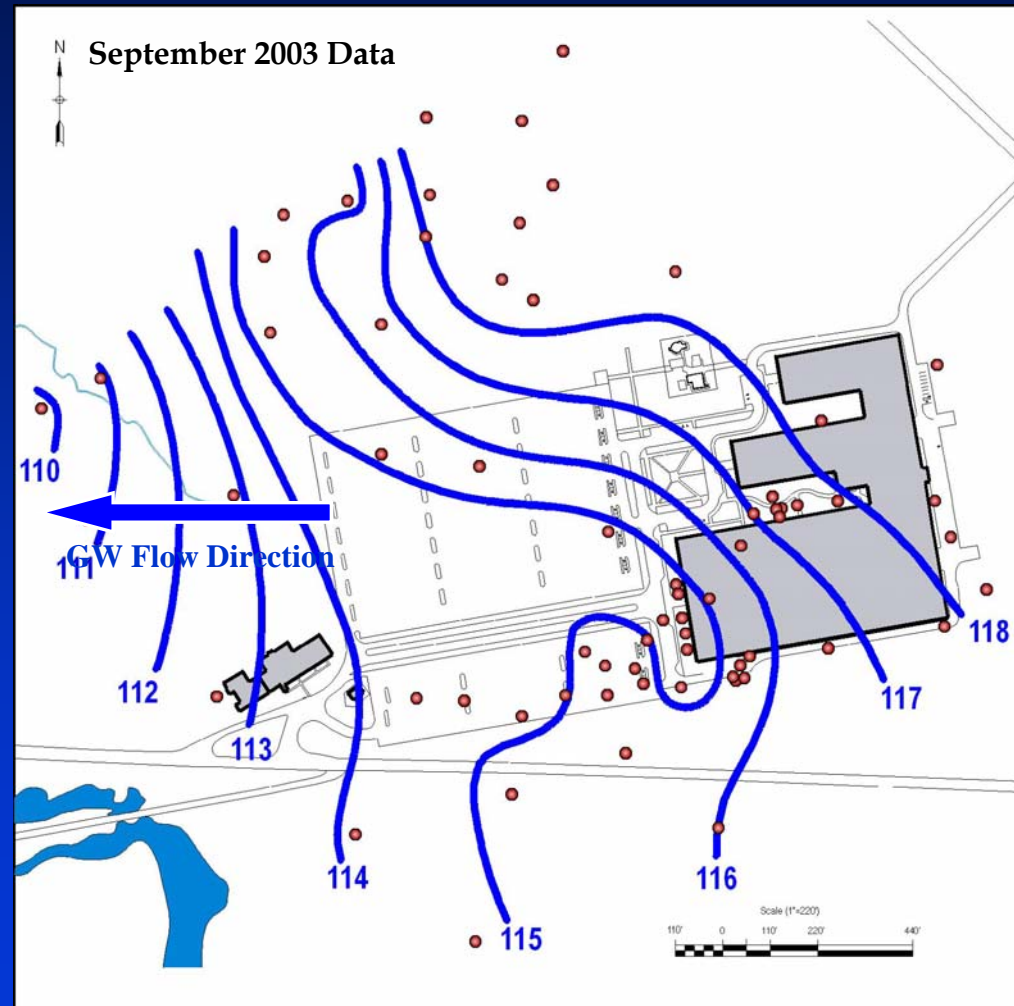 N
September 2003 Data
110
GW Flow Direction
111
112
113
114
115
116
117
118
Scale (1"=220')
110' 0 110' 220' 440'